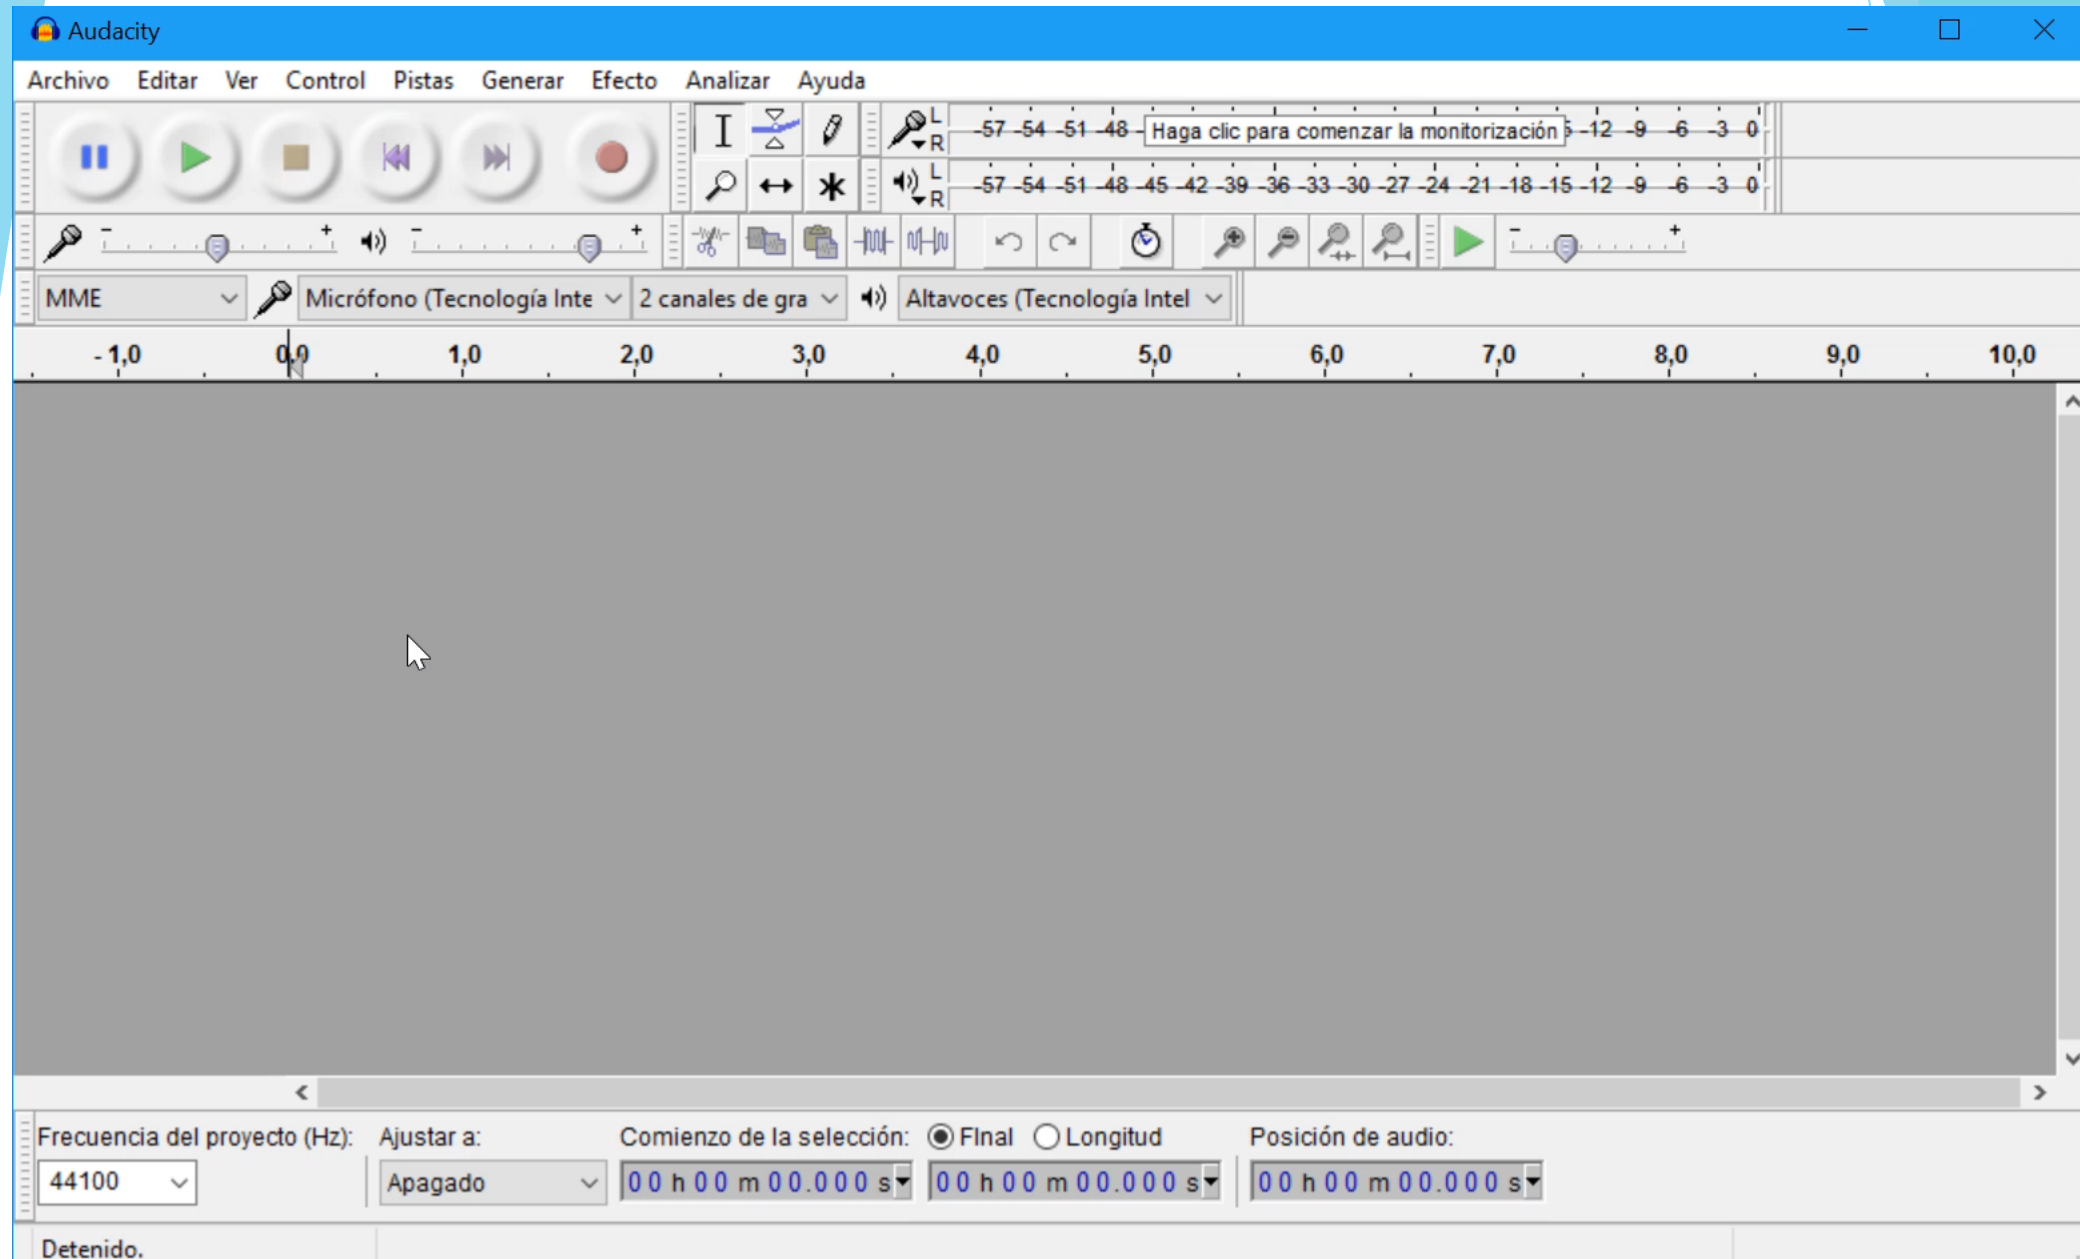 Audacity
Archivo Editar Ver Control Pistas Generar Efecto Analizar Ayuda
L
R
-57 -54 -51 -48 - Haga clic para comenzar la monitorización 5 -12 -9 -6 -3 0
L
R
-57 -54 -51 -48 -45 -42 -39 -36 -33 -30 -27 -24 -21 -18 -15 -12 -9 -6 -3 0
- + - + - +
MME Micrófono (Tecnología Inte 2 canales de gra Altavoces (Tecnología Intel
- 1,0 0,0 1,0 2,0 3,0 4,0 5,0 6,0 7,0 8,0 9,0 10,0
Frecuencia del proyecto (Hz): Ajustar a: Comienzo de la selección: FInal Longitud Posición de audio:
44100 Apagado 00 h 00 m 00.000 s 00 h 00 m 00.000 s 00 h 00 m 00.000 s
Detenido.